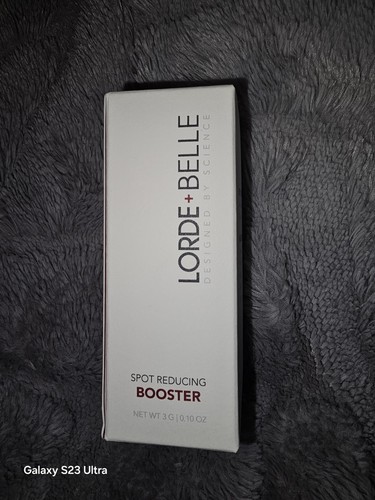 LORDE+BELLE
DESIGNED BY SCIENCE
SPOT REDUCING
BOOSTER
NET WT 3 G | 0.10 OZ
Galaxy S23 Ultra